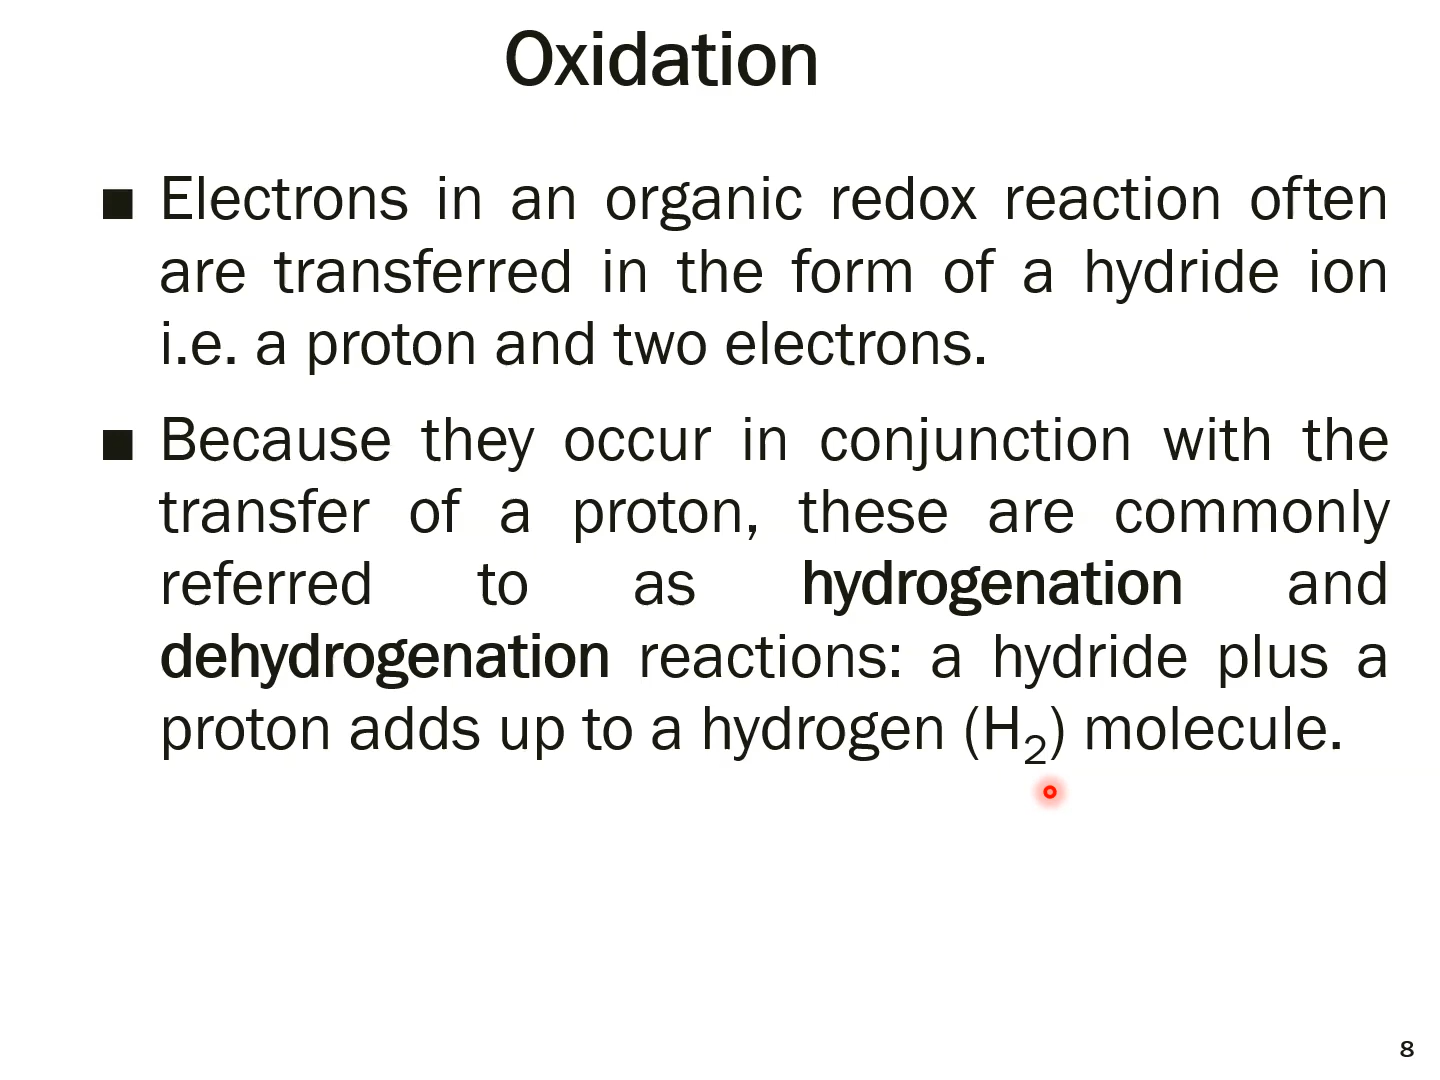 Oxidation
■ Electrons in an organic redox reaction often
are transferred in the form of a hydride ion
i.e. a proton and two electrons.
■ Because they occur in conjunction with the
transfer of a proton, these are commonly
referred to as hydrogenation and
dehydrogenation reactions: a hydride plus a
proton adds up to a hydrogen (H₂) molecule.
8